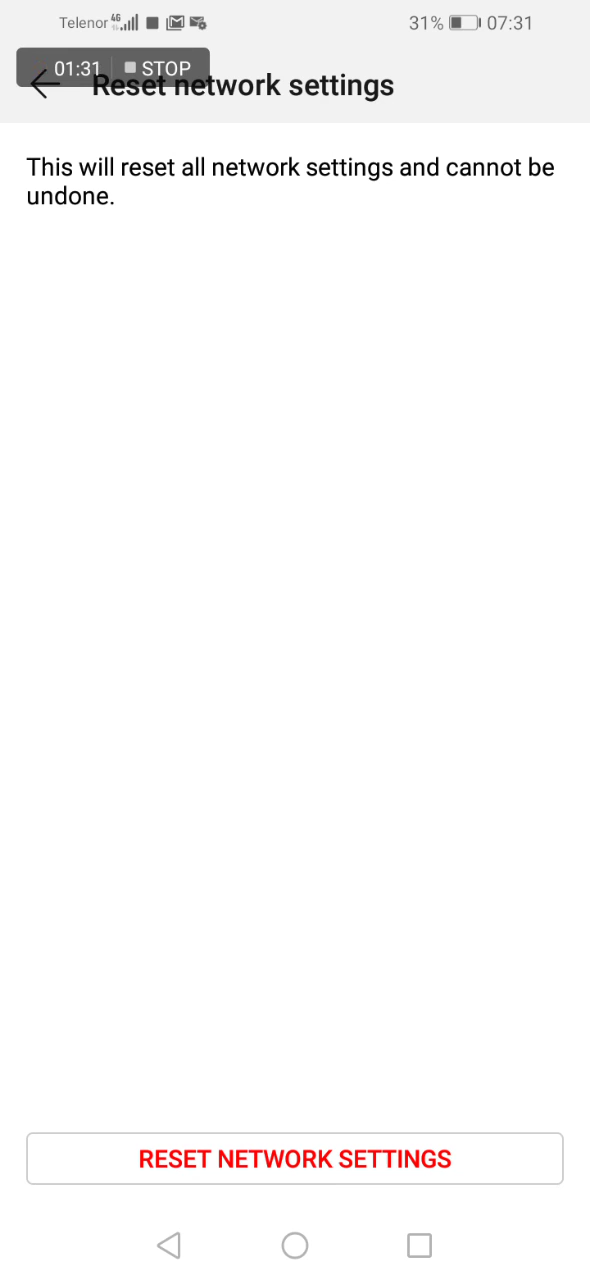 Telenor 4G 31% 07:31
01:31 STOP
Reset network settings
This will reset all network settings and cannot be
undone.
RESET NETWORK SETTINGS